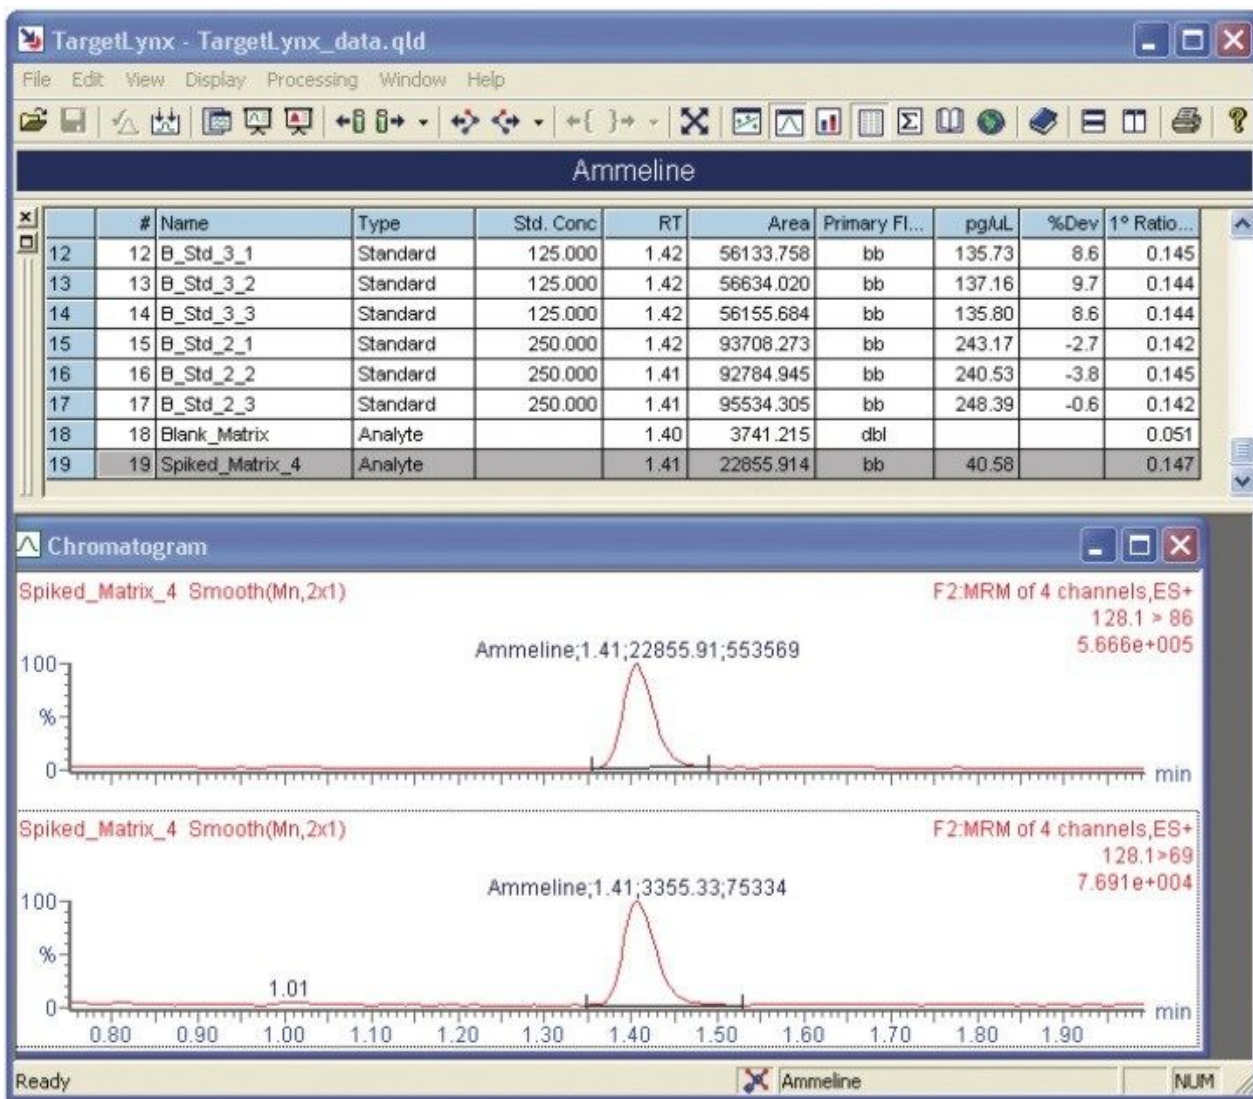 TargetLynx - TargetLynx_data.qld
File Edit View Display Processing Window Help
Ammeline
# Name Type Std. Conc RT Area Primary Fl... pg/uL %Dev 1° Ratio...
12 12 B_Std_3_1 Standard 125.000 1.42 56133.758 bb 135.73 8.6 0.145
13 13 B_Std_3_2 Standard 125.000 1.42 56634.020 bb 137.16 9.7 0.144
14 14 B_Std_3_3 Standard 125.000 1.42 56155.684 bb 135.80 8.6 0.144
15 15 B_Std_2_1 Standard 250.000 1.42 93708.273 bb 243.17 -2.7 0.142
16 16 B_Std_2_2 Standard 250.000 1.41 92784.945 bb 240.53 -3.8 0.145
17 17 B_Std_2_3 Standard 250.000 1.41 95534.305 bb 248.39 -0.6 0.142
18 18 Blank_Matrix Analyte 1.40 3741.215 dbl 0.051
19 19 Spiked_Matrix_4 Analyte 1.41 22855.914 bb 40.58 0.147
Chromatogram
Spiked_Matrix_4 Smooth(Mn,2x1) F2:MRM of 4 channels,ES+
128.1 > 86
5.666e+005
Ammeline;1.41;22855.91;553569
100
%
0
min
Spiked_Matrix_4 Smooth(Mn,2x1) F2:MRM of 4 channels,ES+
128.1>69
7.691e+004
Ammeline;1.41;3355.33;75334
100
%
1.01
0
min
0.80 0.90 1.00 1.10 1.20 1.30 1.40 1.50 1.60 1.70 1.80 1.90
Ready Ammeline NUM